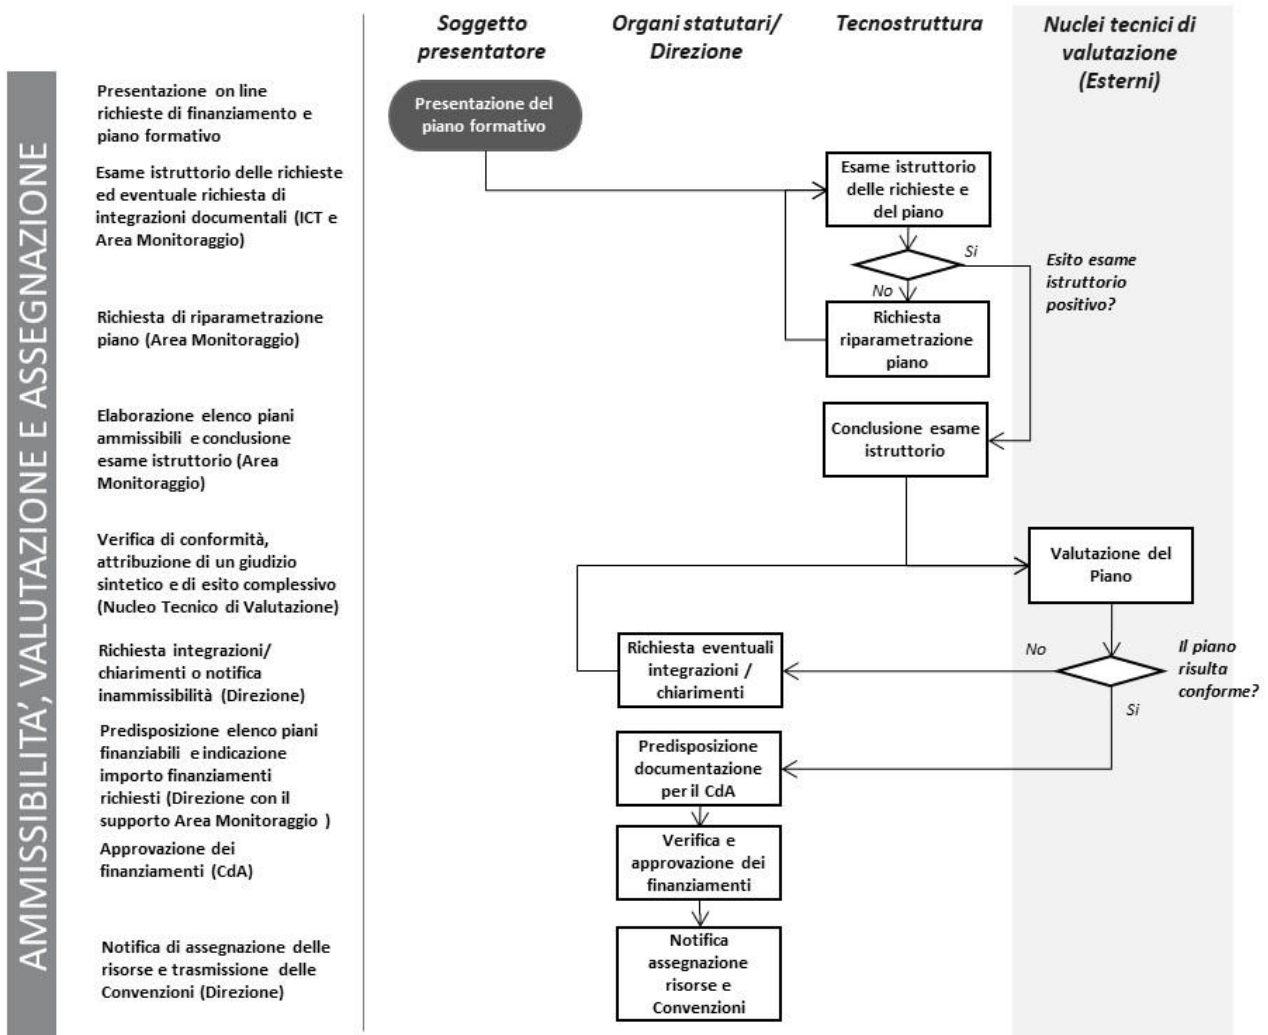 Soggetto
presentatore
Organi statutari/
Direzione
Tecnostruttura
Nuclei tecnici di
valutazione
(Esterni)
AMMISSIBILITA’, VALUTAZIONE E ASSEGNAZIONE
Presentazione on line
richieste di finanziamento e
piano formativo
Presentazione del
piano formativo
Esame istruttorio delle richieste
ed eventuale richiesta di
integrazioni documentali (ICT e
Area Monitoraggio)
Esame istruttorio
delle richieste e
del piano
Si
No
Esito esame
istruttorio
positivo?
Richiesta di riparametrazione
piano (Area Monitoraggio)
Richiesta
riparametrazione
piano
Elaborazione elenco piani
ammissibili e conclusione
esame istruttorio (Area
Monitoraggio)
Conclusione esame
istruttorio
Verifica di conformità,
attribuzione di un giudizio
sintetico e di esito complessivo
(Nucleo Tecnico di Valutazione)
Valutazione del
Piano
Richiesta integrazioni/
chiarimenti o notifica
inammissibilità (Direzione)
Richiesta eventuali
integrazioni /
chiarimenti
No
Il piano
risulta
conforme?
Si
Predisposizione elenco piani
finanziabili e indicazione
importo finanziamenti
richiesti (Direzione con il
supporto Area Monitoraggio )
Predisposizione
documentazione
per il CdA
Approvazione dei
finanziamenti (CdA)
Verifica e
approvazione dei
finanziamenti
Notifica di assegnazione delle
risorse e trasmissione delle
Convenzioni (Direzione)
Notifica
assegnazione
risorse e
Convenzioni